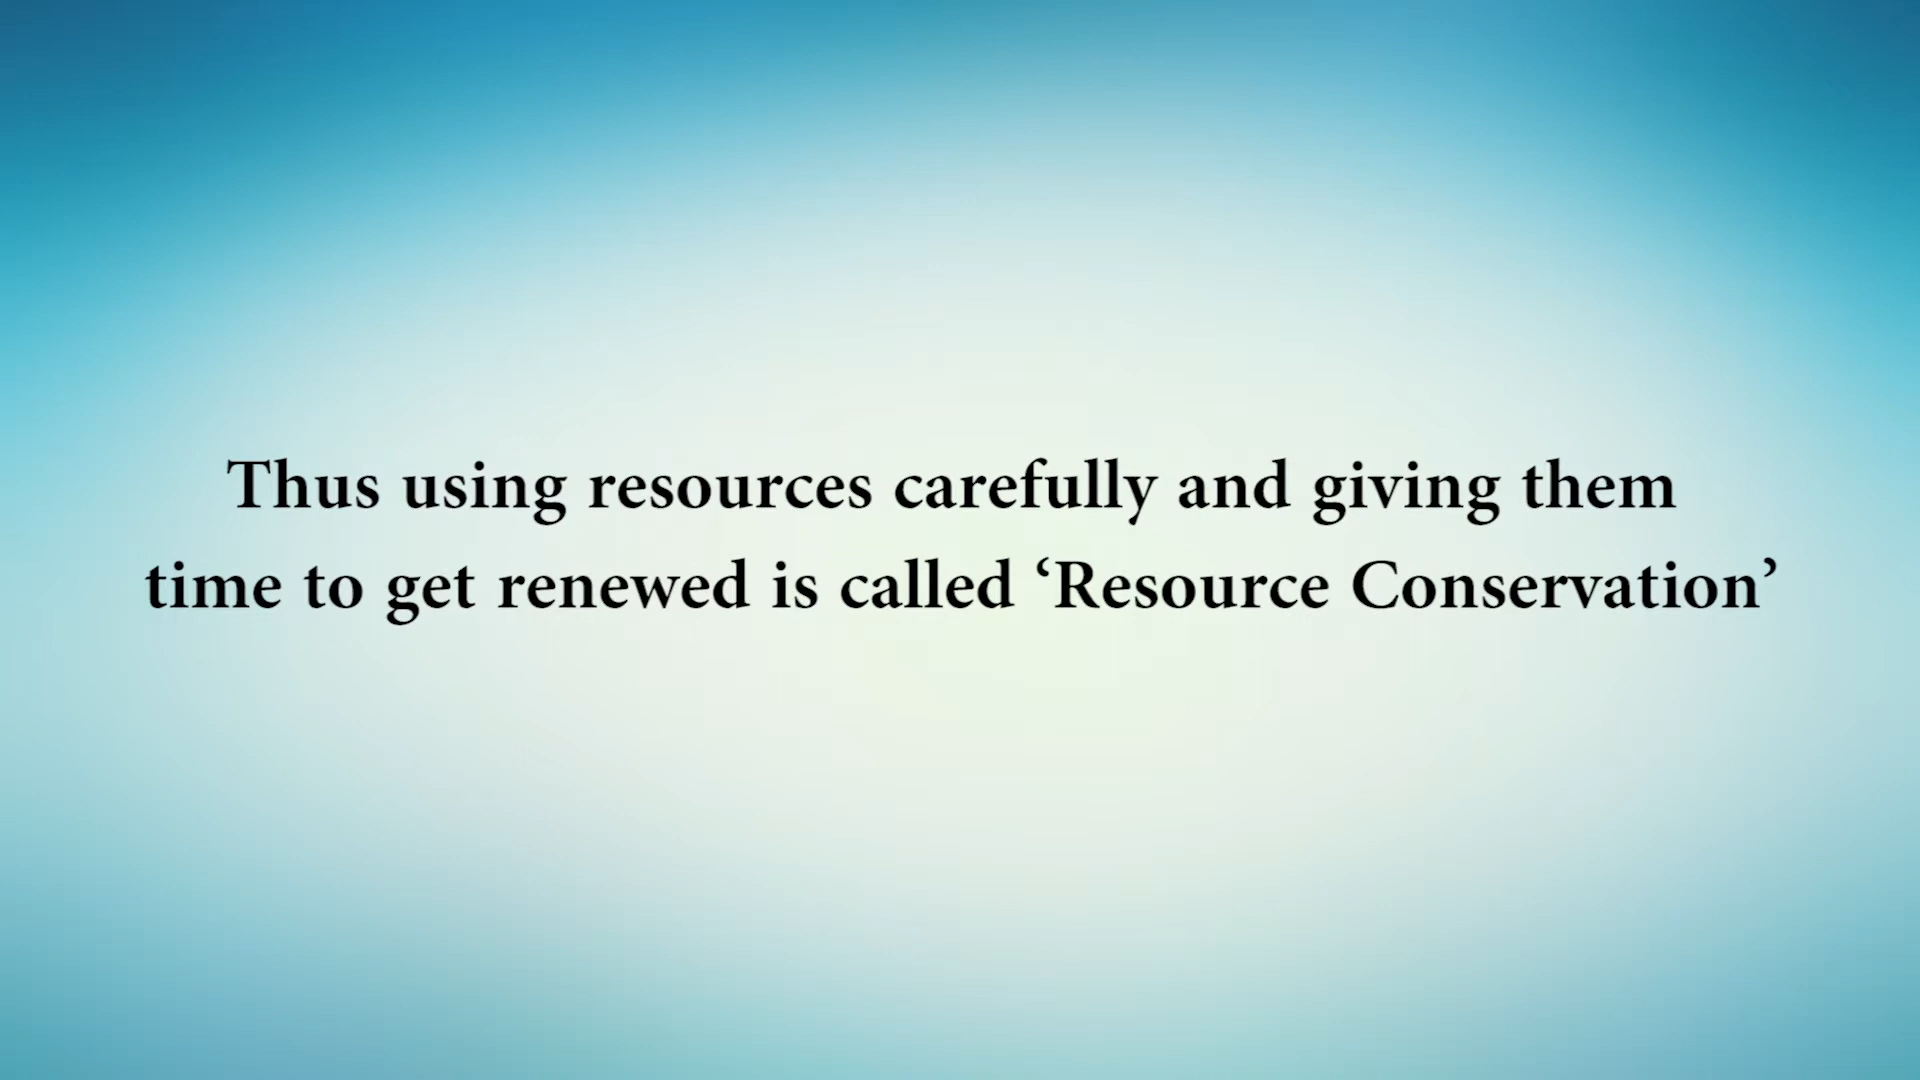 Thus using resources carefully and giving them
time to get renewed is called ‘Resource Conservation’